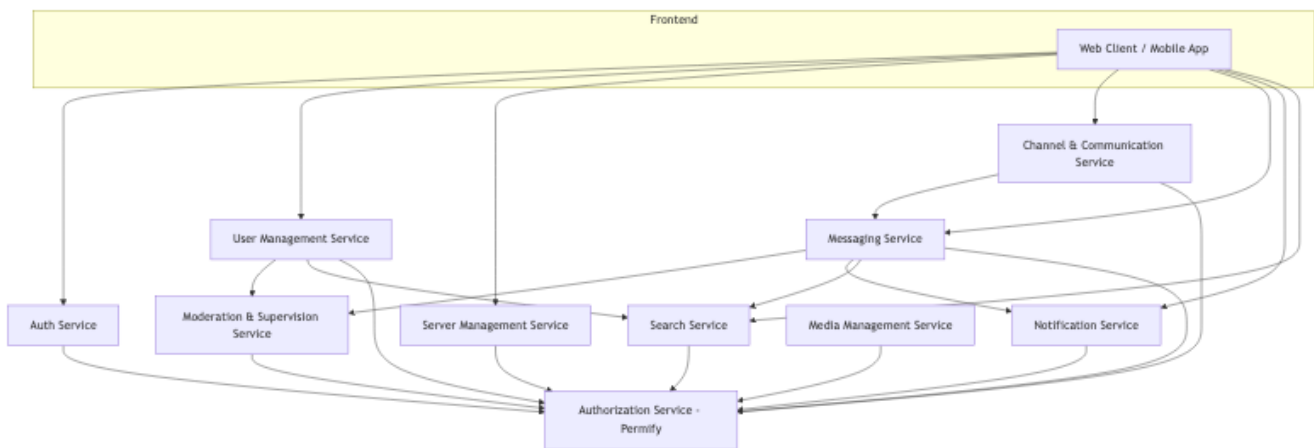 Frontend
Web Client / Mobile App
Channel & Communication
Service
User Management Service
Messaging Service
Auth Service
Moderation & Supervision
Service
Server Management Service
Search Service
Media Management Service
Notification Service
Authorization Service -
Permify